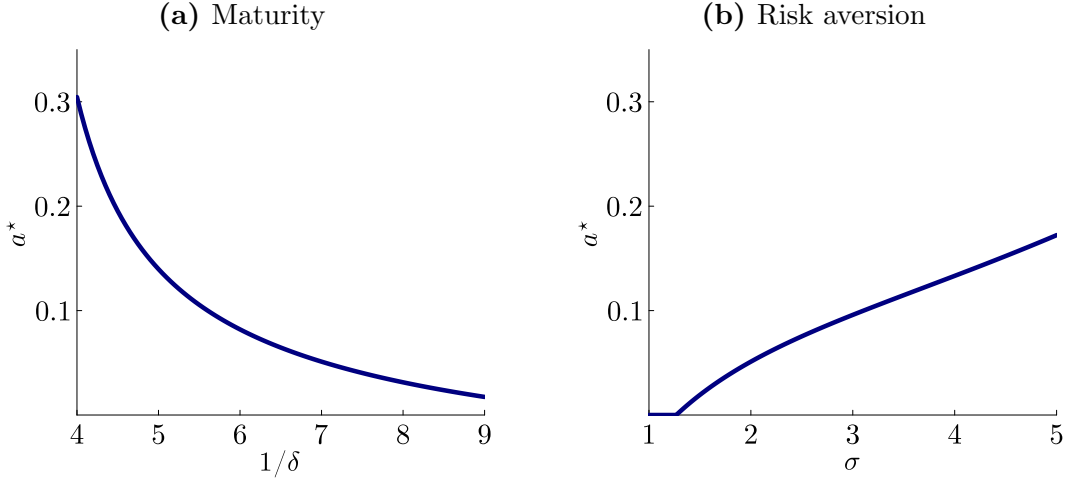 (a) Maturity
0.3
0.2
0.1
a⋆
4 5 6 7 8 9
1/δ
(b) Risk aversion
0.3
0.2
0.1
a⋆
1 2 3 4 5
σ